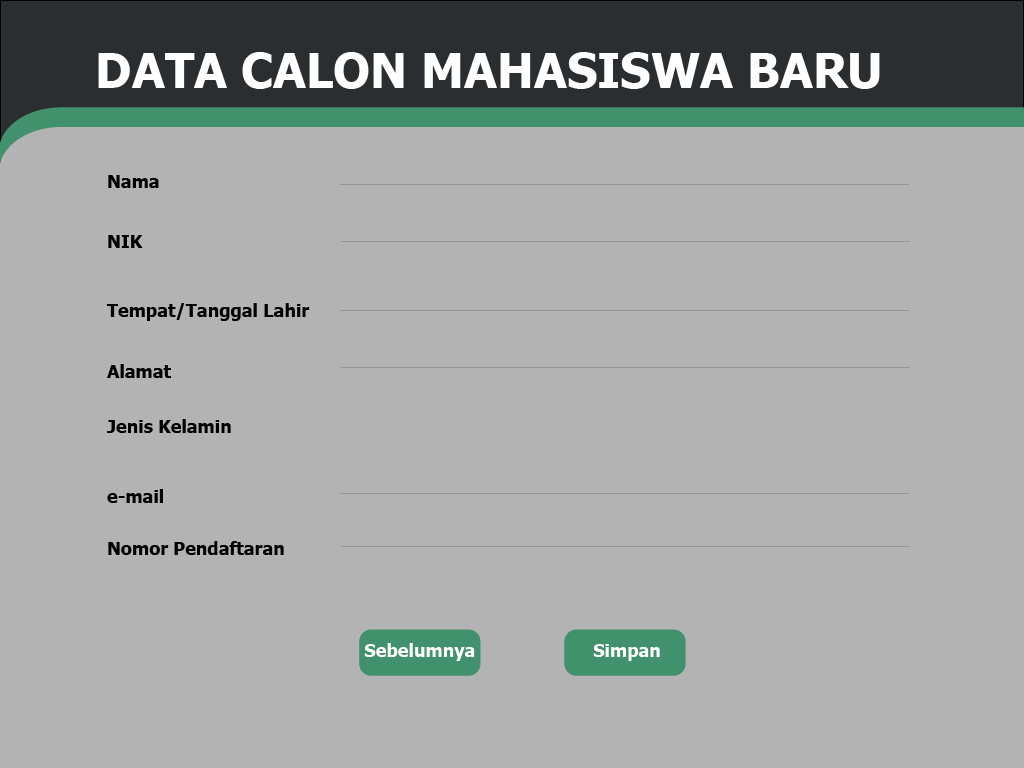 DATA CALON MAHASISWA BARU
Nama
NIK
Tempat/Tanggal Lahir
Alamat
Jenis Kelamin
e-mail
Nomor Pendaftaran
Sebelumnya
Simpan